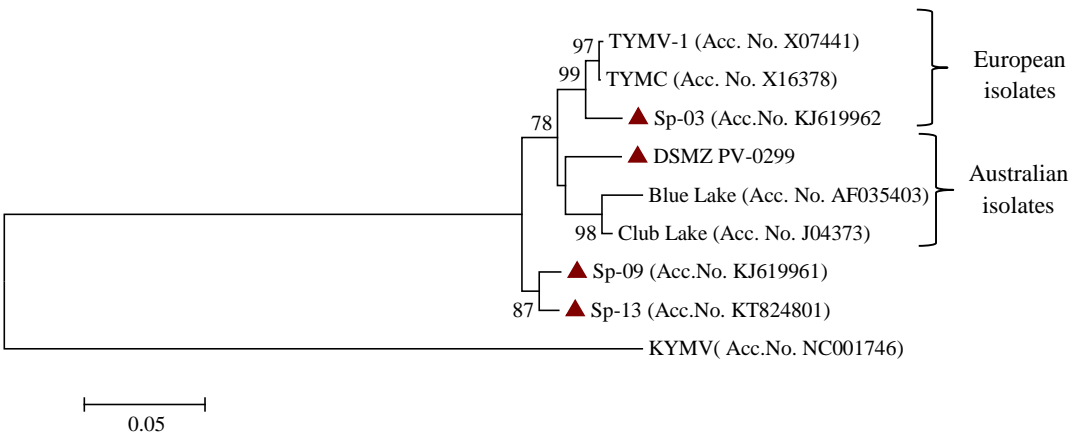 97
TYMV-1 (Acc. No. X07441)
99
TYMC (Acc. No. X16378)
78
Sp-03 (Acc.No. KJ619962
European
isolates
DSMZ PV-0299
Blue Lake (Acc. No. AF035403)
98
Club Lake (Acc. No. J04373)
Australian
isolates
Sp-09 (Acc.No. KJ619961)
87
Sp-13 (Acc.No. KT824801)
KYMV( Acc.No. NC001746)
0.05